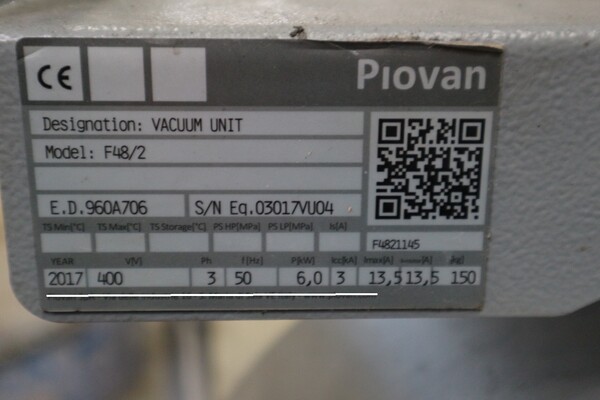 CE Piovan
Designation: VACUUM UNIT
Model: F48/2
E.D.960A706 S/N Eq.03017VU04
TS Min[°C] TS Max[°C] TS Storage[°C] PS HP[MPa] PS LP[MPa] Is[A]
F4821145
YEAR V(V) Ph f[Hz] P[kW] Icc[kA] Imax[A] [kg]
2017 400 3 50 6,0 3 13,5 13,5 150